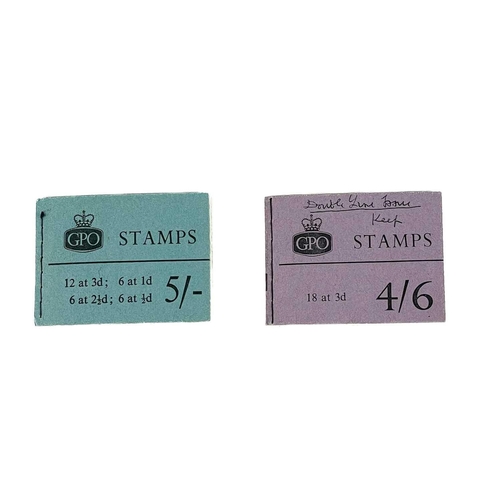 GPO STAMPS
12 at 3d; 6 at 1d
6 at 2½d; 6 at ½d
5/-
Double Line
Keep
GPO STAMPS
18 at 3d
4/6